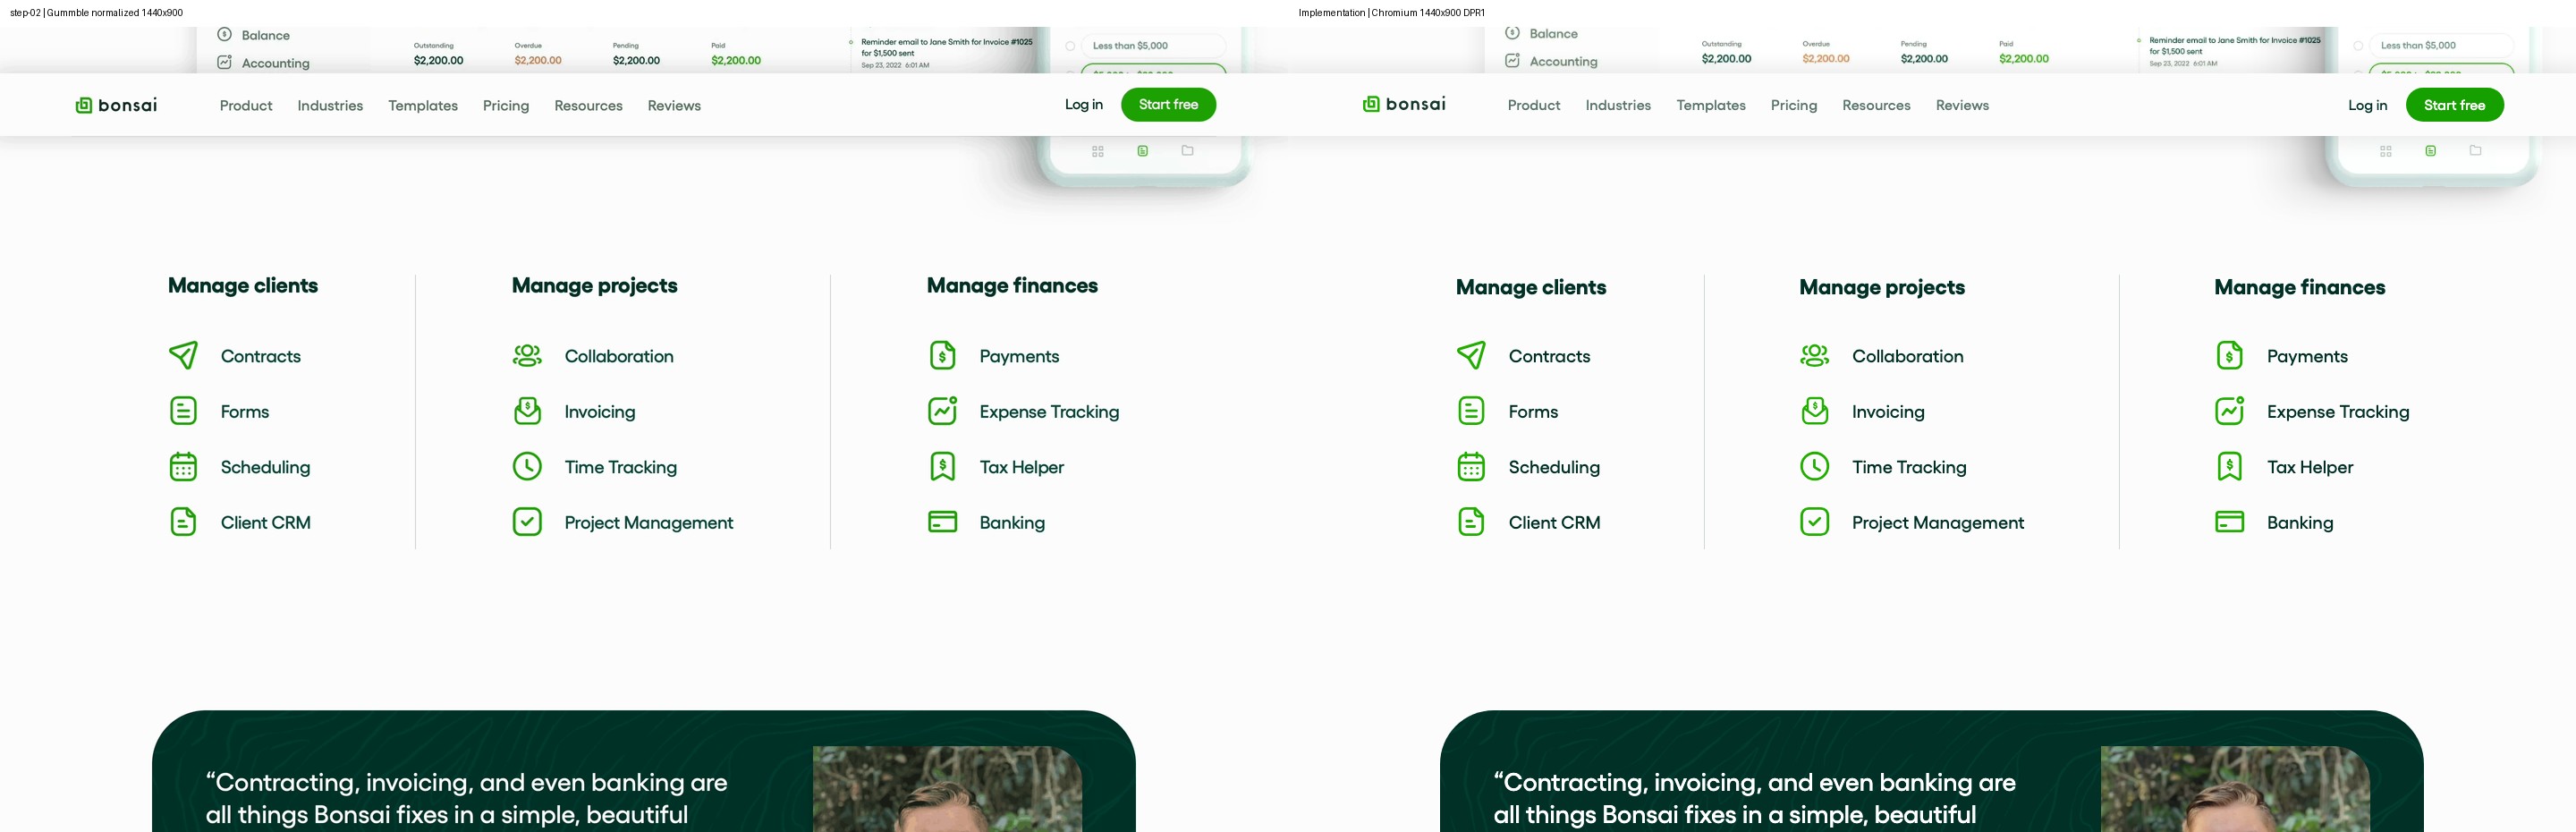 step-02 | Gummble normalized 1440x900
Implementation | Chromium 1440x900 DPR1
Balance
Accounting
Outstanding
$2,200.00
Overdue
$2,200.00
Pending
$2,200.00
Paid
$2,200.00
Reminder email to Jane Smith for Invoice #1025
for $1,500 sent
Sep 23, 2022 6:01 AM
Less than $5,000
bonsai
Product
Industries
Templates
Pricing
Resources
Reviews
Log in
Start free
Manage clients
Contracts
Forms
Scheduling
Client CRM
Manage projects
Collaboration
Invoicing
Time Tracking
Project Management
Manage finances
Payments
Expense Tracking
Tax Helper
Banking
“Contracting, invoicing, and even banking are
all things Bonsai fixes in a simple, beautiful
Balance
Accounting
Outstanding
$2,200.00
Overdue
$2,200.00
Pending
$2,200.00
Paid
$2,200.00
Reminder email to Jane Smith for Invoice #1025
for $1,500 sent
Sep 23, 2022 6:01 AM
Less than $5,000
bonsai
Product
Industries
Templates
Pricing
Resources
Reviews
Log in
Start free
Manage clients
Contracts
Forms
Scheduling
Client CRM
Manage projects
Collaboration
Invoicing
Time Tracking
Project Management
Manage finances
Payments
Expense Tracking
Tax Helper
Banking
“Contracting, invoicing, and even banking are
all things Bonsai fixes in a simple, beautiful